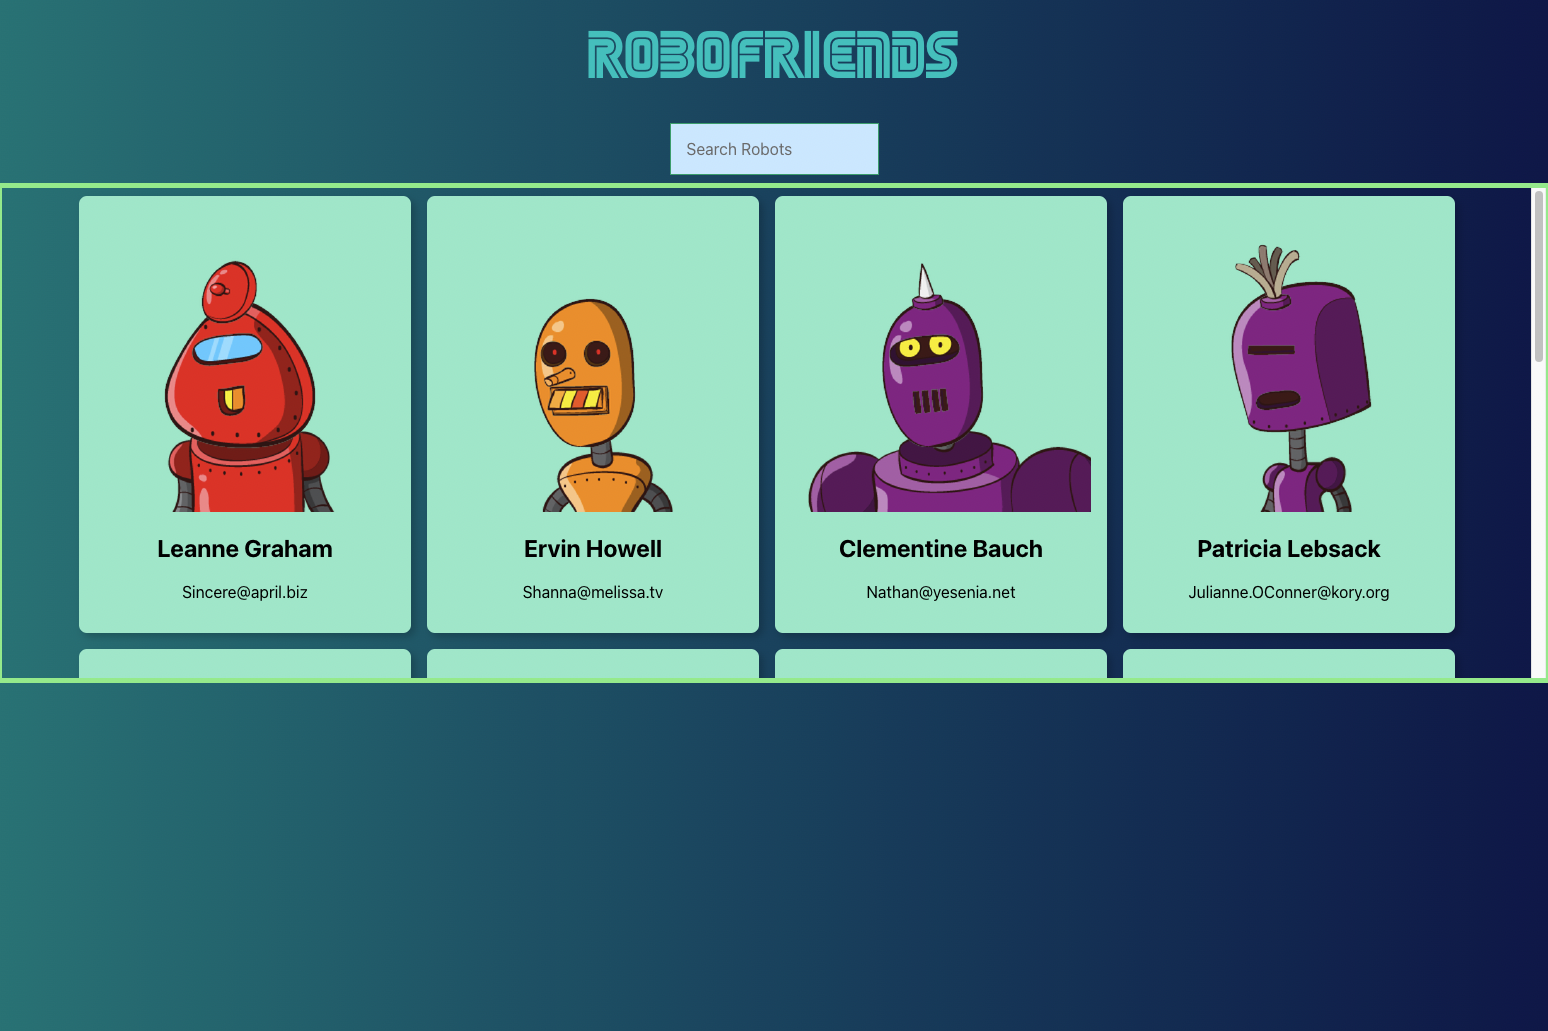 ROBOFRIENDS
Search Robots
Leanne Graham
Ervin Howell
Clementine Bauch
Patricia Lebsack
Sincere@april.biz
Shanna@melissa.tv
Nathan@yesenia.net
Julianne.OConner@kory.org